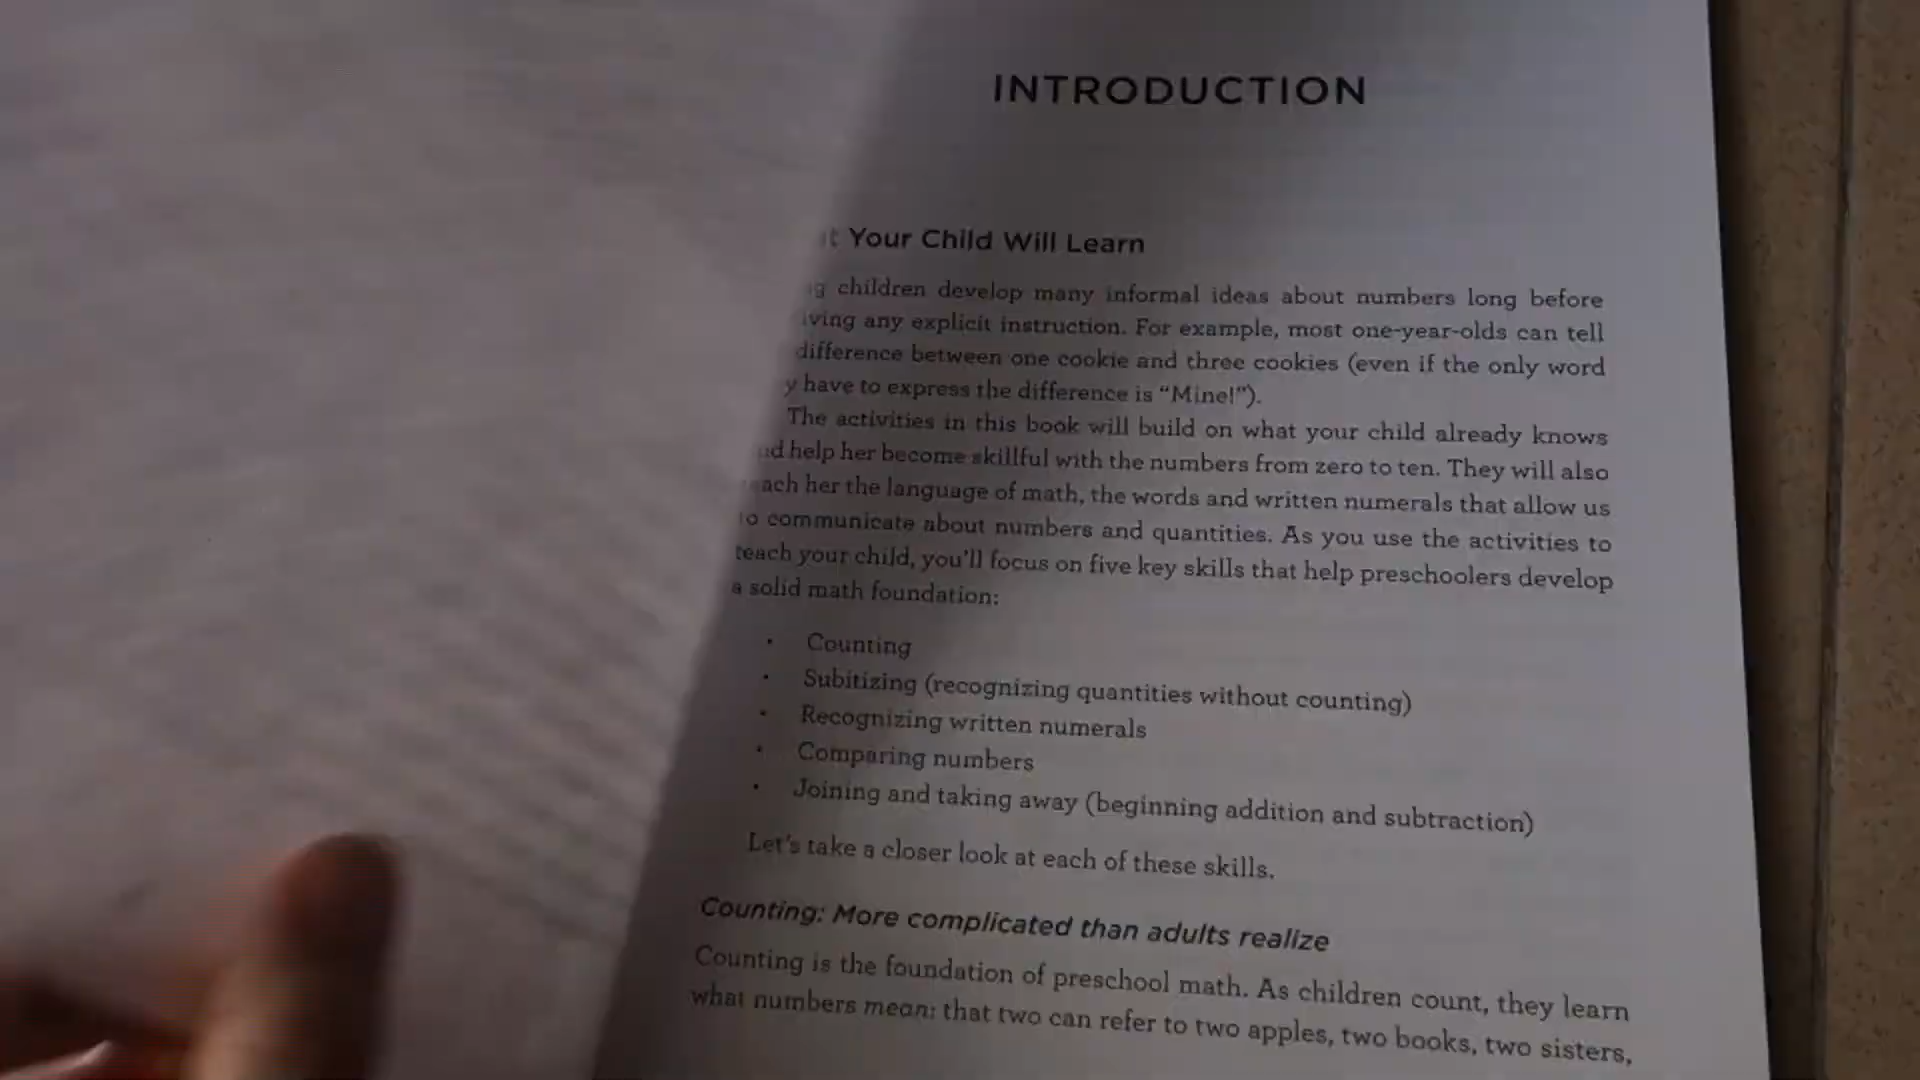 INTRODUCTION
Your Child Will Learn
children develop many informal ideas about numbers long before
any explicit instruction. For example, most one-year-olds can tell
difference between one cookie and three cookies (even if the only word
have to express the difference is “Mine!”).
The activities in this book will build on what your child already knows
help her become skillful with the numbers from zero to ten. They will also
her the language of math, the words and written numerals that allow us
to communicate about numbers and quantities. As you use the activities to
teach your child, you’ll focus on five key skills that help preschoolers develop
a solid math foundation:
• Counting
• Subitizing (recognizing quantities without counting)
• Recognizing written numerals
• Comparing numbers
• Joining and taking away (beginning addition and subtraction)
Let’s take a closer look at each of these skills.
Counting: More complicated than adults realize
Counting is the foundation of preschool math. As children count, they learn
what numbers mean: that two can refer to two apples, two books, two sisters,